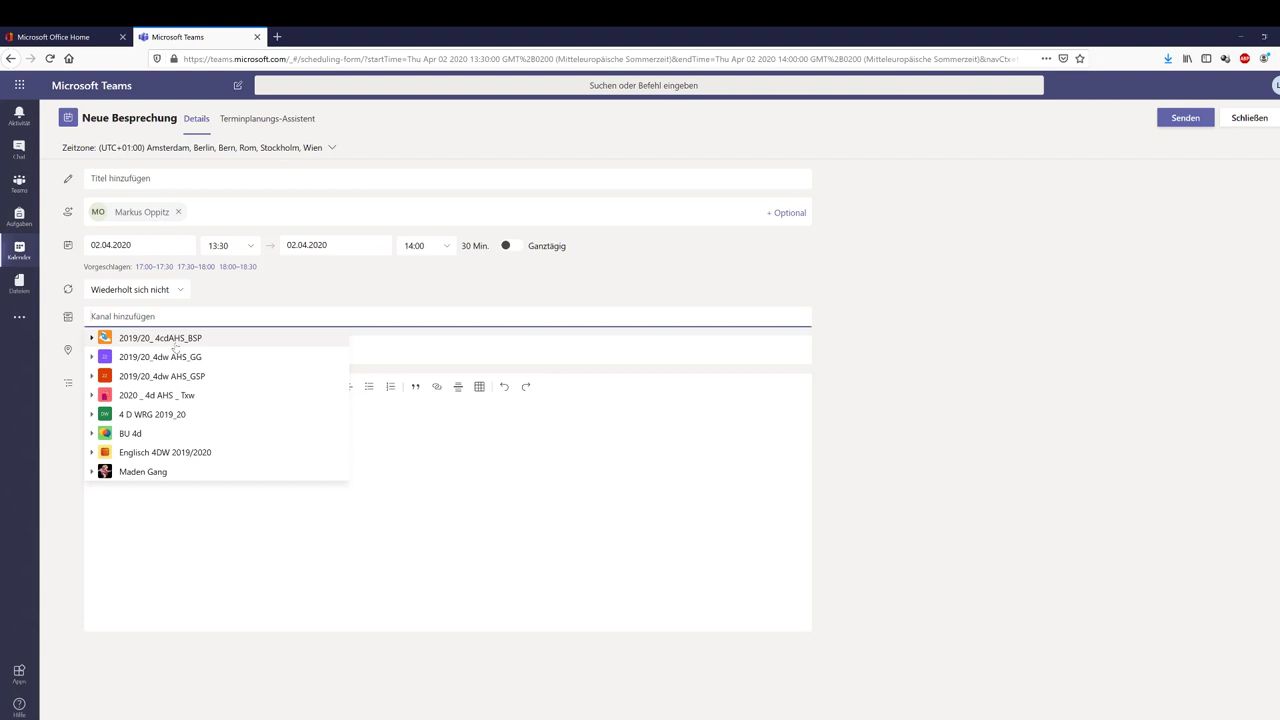 Microsoft Office Home
Microsoft Teams
https://teams.microsoft.com/_#/scheduling-form/?startTime=Thu Apr 02 2020 13:30:00 GMT%2B0200 (Mitteleuropäische Sommerzeit)&endTime=Thu Apr 02 2020 14:00:00 GMT%2B0200 (Mitteleuropäische Sommerzeit)&navCtx=
ABP
Microsoft Teams
Suchen oder Befehl eingeben
Neue Besprechung Details Terminplanungs-Assistent
Senden Schließen
Aktivität
Chat
Teams
Aufgaben
Kalender
Dateien
Apps
Hilfe
Zeitzone: (UTC+01:00) Amsterdam, Berlin, Bern, Rom, Stockholm, Wien
Titel hinzufügen
MO Markus Oppitz + Optional
02.04.2020 13:30 02.04.2020 14:00 30 Min. Ganztägig
Vorgeschlagen: 17:00–17:30 17:30–18:00 18:00–18:30
Wiederholt sich nicht
Kanal hinzufügen
2019/20_ 4cdAHS_BSP
22 2019/20_4dw AHS_GG
22 2019/20_4dw AHS_GSP
2020 _ 4d AHS _ Txw
DW 4 D WRG 2019_20
BU 4d
Englisch 4DW 2019/2020
Maden Gang